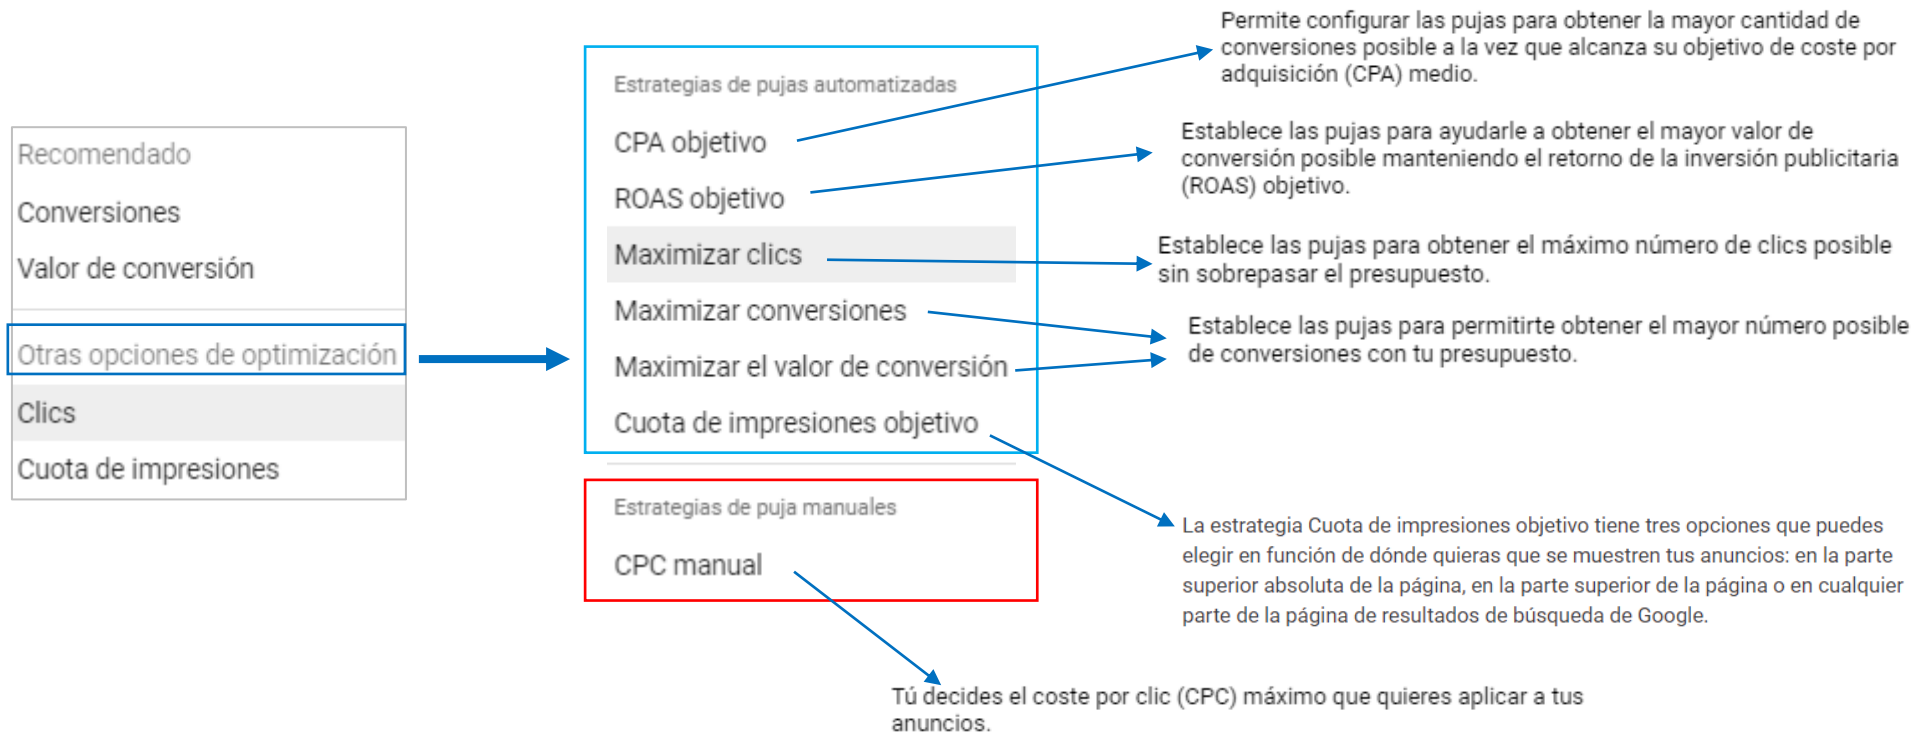 Recomendado
Conversiones
Valor de conversión
Otras opciones de optimización
Clics
Cuota de impresiones
Estrategias de pujas automatizadas
CPA objetivo
ROAS objetivo
Maximizar clics
Maximizar conversiones
Maximizar el valor de conversión
Cuota de impresiones objetivo
Estrategias de puja manuales
CPC manual
Permite configurar las pujas para obtener la mayor cantidad de
conversiones posible a la vez que alcanza su objetivo de coste por
adquisición (CPA) medio.
Establece las pujas para ayudarle a obtener el mayor valor de
conversión posible manteniendo el retorno de la inversión publicitaria
(ROAS) objetivo.
Establece las pujas para obtener el máximo número de clics posible
sin sobrepasar el presupuesto.
Establece las pujas para permitirte obtener el mayor número posible
de conversiones con tu presupuesto.
La estrategia Cuota de impresiones objetivo tiene tres opciones que puedes
elegir en función de dónde quieras que se muestren tus anuncios: en la parte
superior absoluta de la página, en la parte superior de la página o en cualquier
parte de la página de resultados de búsqueda de Google.
Tú decides el coste por clic (CPC) máximo que quieres aplicar a tus
anuncios.